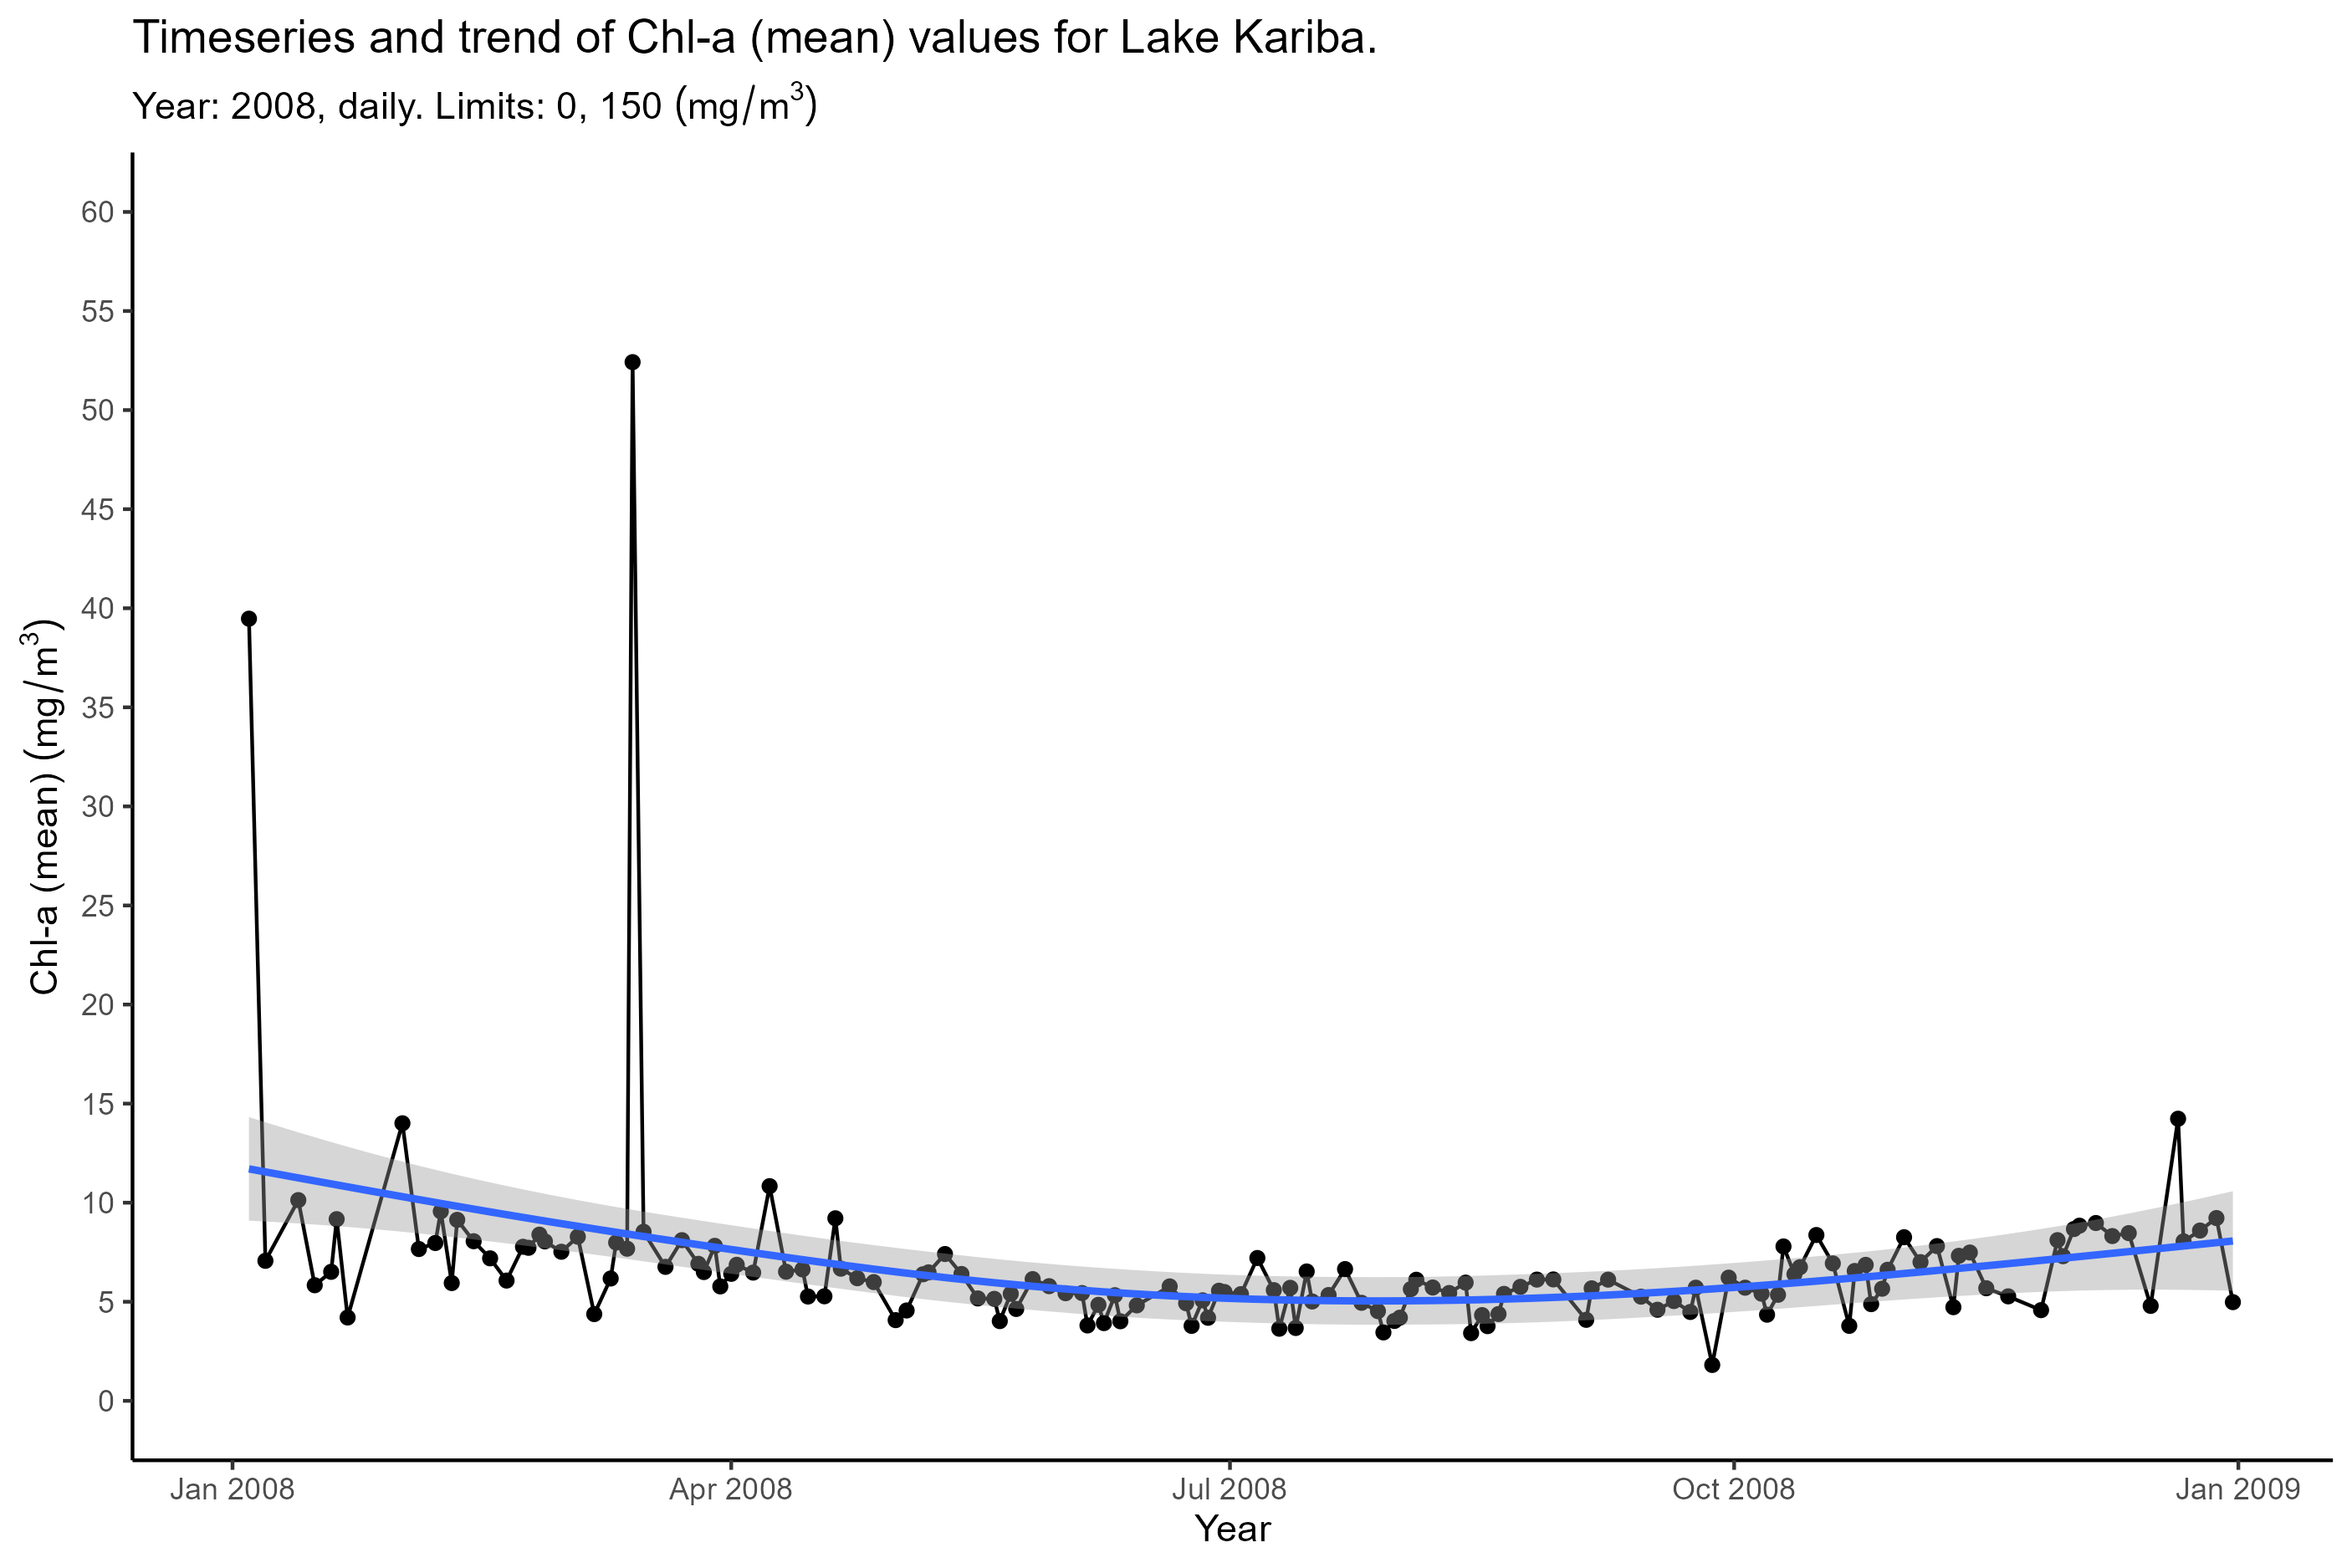 Timeseries and trend of Chl-a (mean) values for Lake Kariba.
Year: 2008, daily. Limits: 0, 150 (mg/m³)
60
55
50
45
40
35
30
25
20
15
10
5
0
Chl-a (mean) (mg/m³)
Jan 2008
Apr 2008
Jul 2008
Oct 2008
Jan 2009
Year